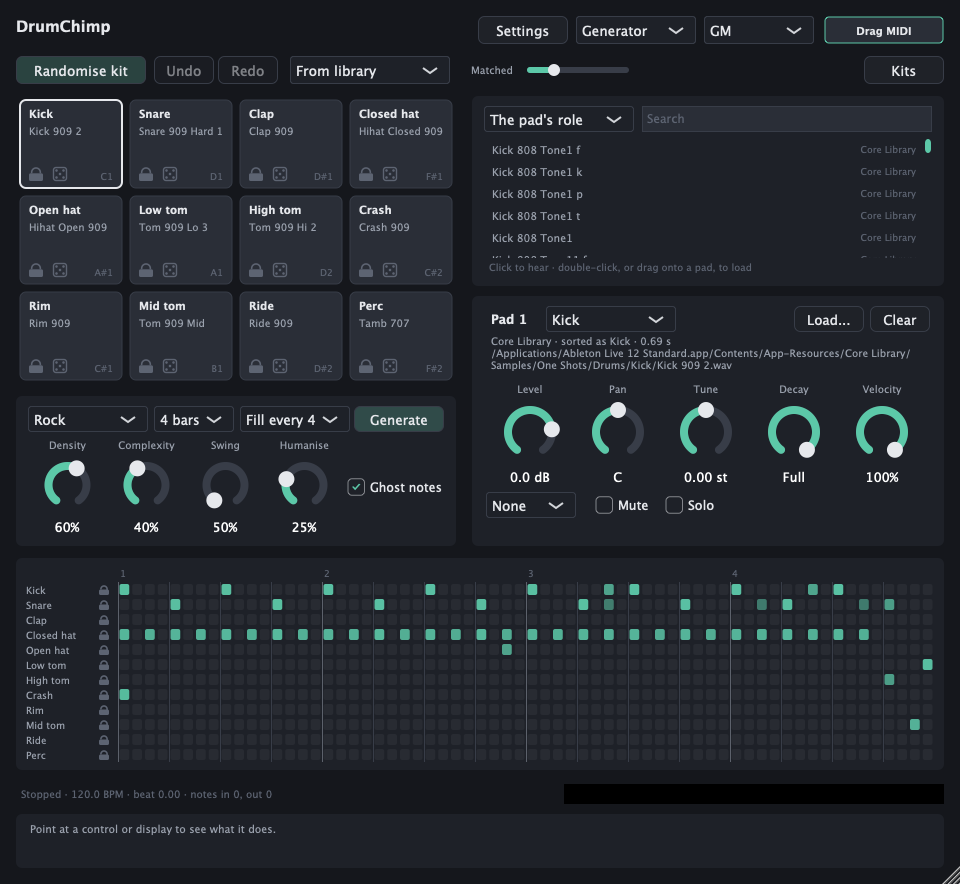 DrumChimp
Settings
Generator
GM
Drag MIDI
Randomise kit
Undo
Redo
From library
Matched
Kits
Kick
Kick 909 2
C1
Snare
Snare 909 Hard 1
D1
Clap
Clap 909
D#1
Closed hat
Hihat Closed 909
F#1
Open hat
Hihat Open 909
A#1
Low tom
Tom 909 Lo 3
A1
High tom
Tom 909 Hi 2
D2
Crash
Crash 909
C#2
Rim
Rim 909
C#1
Mid tom
Tom 909 Mid
B1
Ride
Ride 909
D#2
Perc
Tamb 707
F#2
The pad's role
Search
Kick 808 Tone1 f
Core Library
Kick 808 Tone1 k
Core Library
Kick 808 Tone1 p
Core Library
Kick 808 Tone1 t
Core Library
Kick 808 Tone1
Core Library
Click to hear · double-click, or drag onto a pad, to load
Pad 1
Kick
Load...
Clear
Core Library · sorted as Kick · 0.69 s
/Applications/Ableton Live 12 Standard.app/Contents/App-Resources/Core Library/
Samples/One Shots/Drums/Kick/Kick 909 2.wav
Level
Pan
Tune
Decay
Velocity
0.0 dB
C
0.00 st
Full
100%
None
Mute
Solo
Rock
4 bars
Fill every 4
Generate
Density
Complexity
Swing
Humanise
Ghost notes
60%
40%
50%
25%
1
2
3
4
Kick
Snare
Clap
Closed hat
Open hat
Low tom
High tom
Crash
Rim
Mid tom
Ride
Perc
Stopped · 120.0 BPM · beat 0.00 · notes in 0, out 0
Point at a control or display to see what it does.